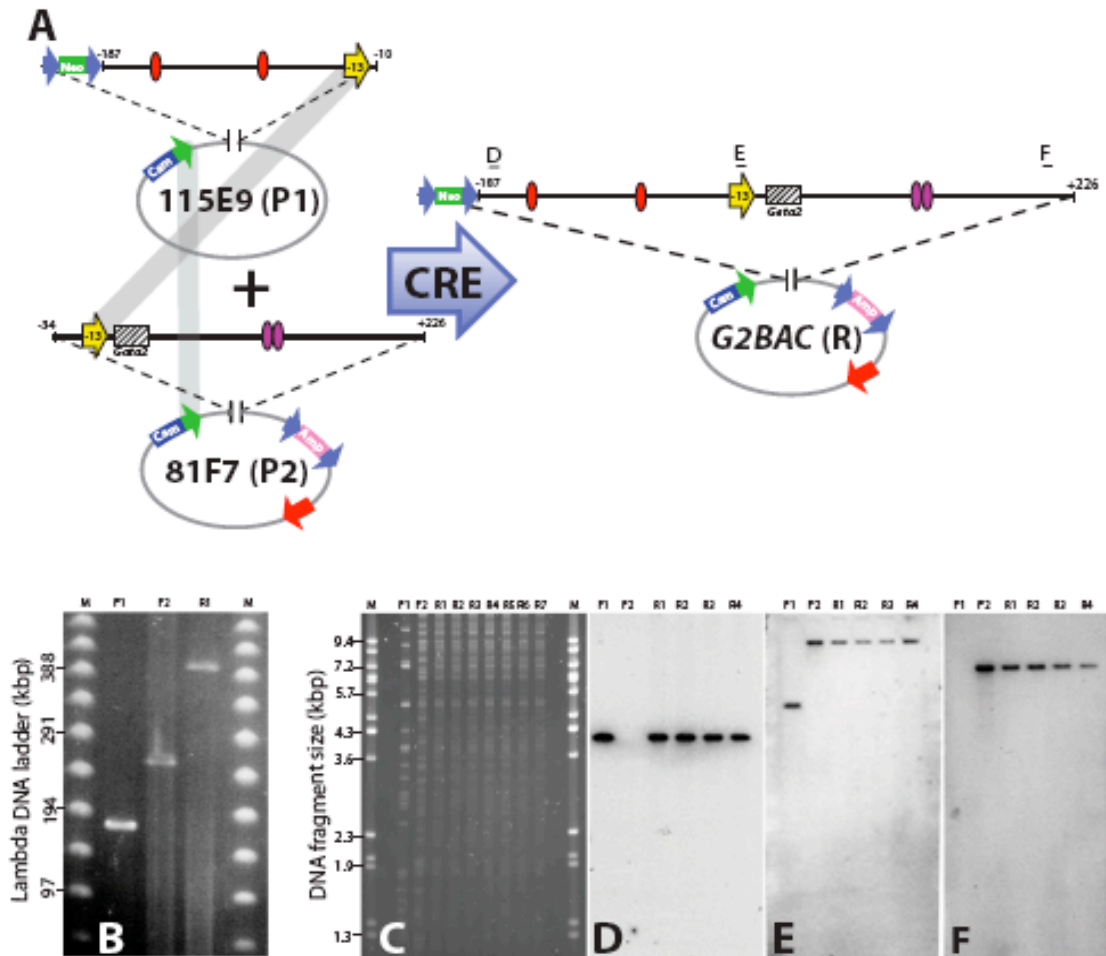 A
-187
-10
Neo
-13
Cam
115E9 (P1)
+
-34
+226
-13
Gata2
Cam
Amp
81F7 (P2)
CRE
D
E
F
-187
+226
Neo
-13
Gata2
Cam
Amp
G2BAC (R)
M P1 P2 R1 M
Lambda DNA ladder (kbp)
388
291
194
97
B
M P1 P2 R1 R2 R3 R4 R5 R6 R7 M
DNA fragment size (kbp)
9.4
7.2
5.7
4.3
3.6
2.3
1.9
1.3
C
P1 P2 R1 R2 R3 R4
D
P1 P2 R1 R2 R3 R4
E
P1 P2 R1 R2 R3 R4
F